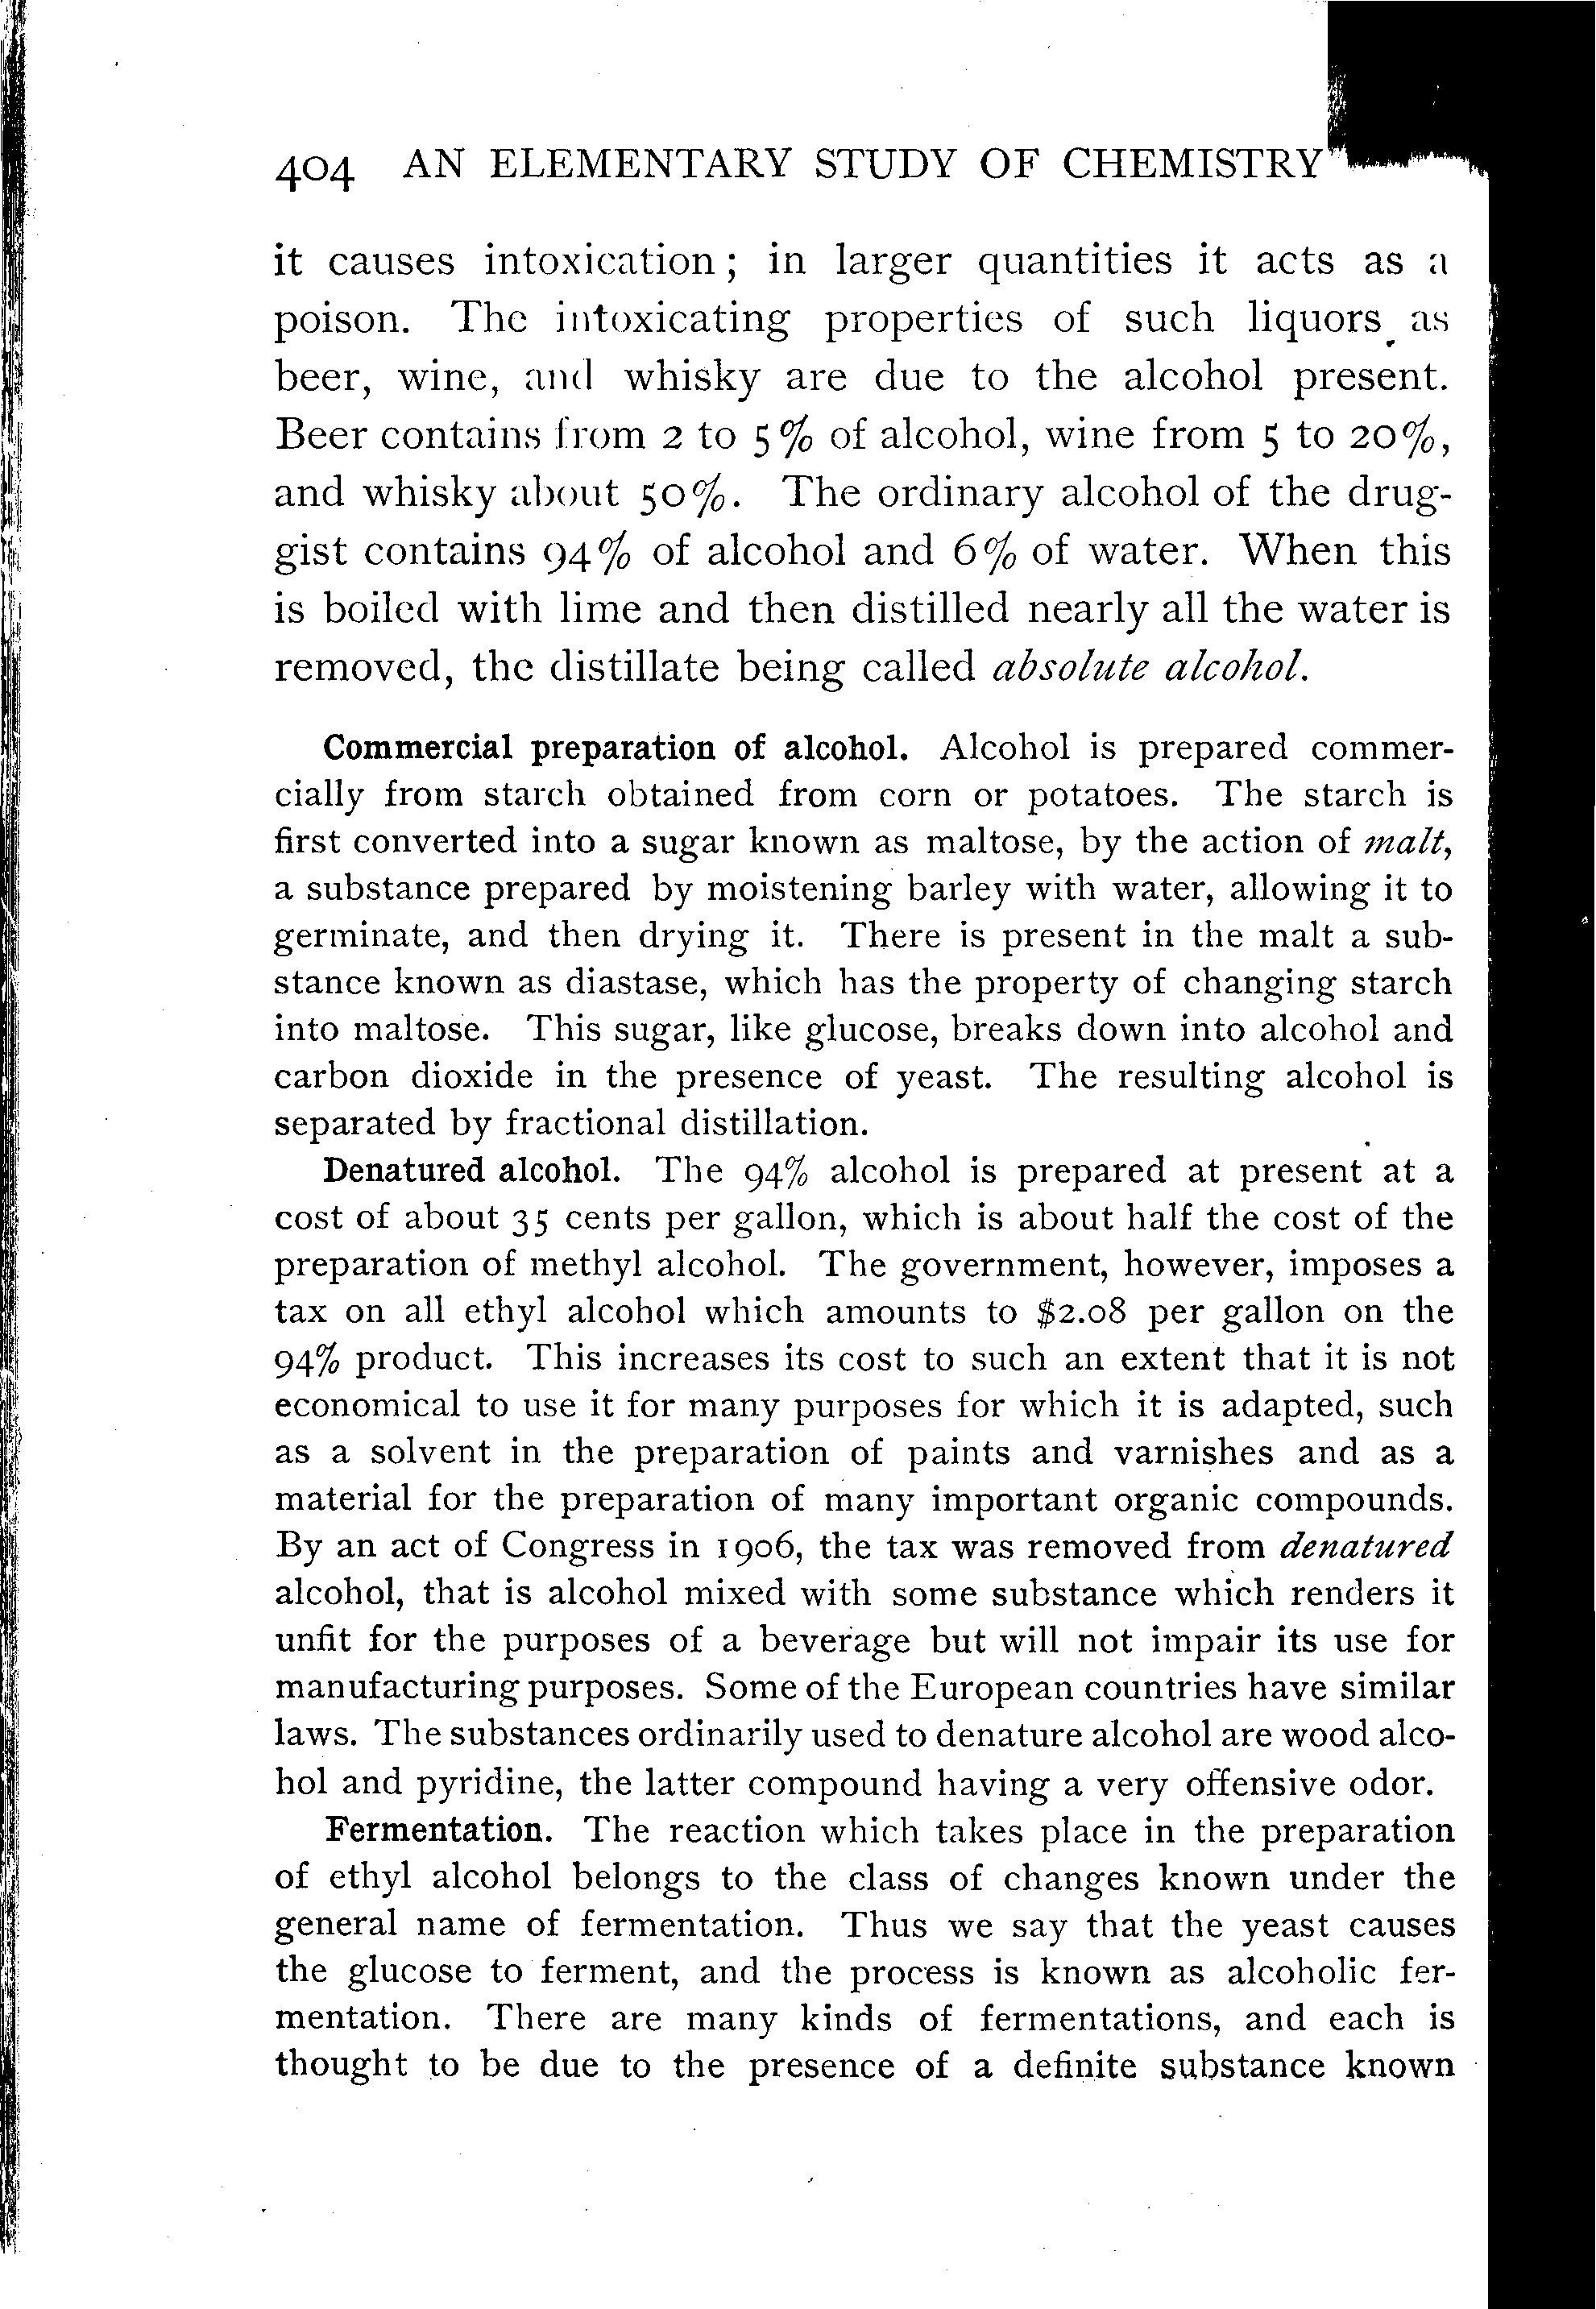 404 AN ELEMENTARY STUDY OF CHEMISTRY
it causes intoxication; in larger quantities it acts as a
poison. The intoxicating properties of such liquors as
beer, wine, and whisky are due to the alcohol present.
Beer contains from 2 to 5% of alcohol, wine from 5 to 20%,
and whisky about 50%. The ordinary alcohol of the drug-
gist contains 94% of alcohol and 6% of water. When this
is boiled with lime and then distilled nearly all the water is
removed, the distillate being called absolute alcohol.
Commercial preparation of alcohol. Alcohol is prepared commer-
cially from starch obtained from corn or potatoes. The starch is
first converted into a sugar known as maltose, by the action of malt,
a substance prepared by moistening barley with water, allowing it to
germinate, and then drying it. There is present in the malt a sub-
stance known as diastase, which has the property of changing starch
into maltose. This sugar, like glucose, breaks down into alcohol and
carbon dioxide in the presence of yeast. The resulting alcohol is
separated by fractional distillation.
Denatured alcohol. The 94% alcohol is prepared at present at a
cost of about 35 cents per gallon, which is about half the cost of the
preparation of methyl alcohol. The government, however, imposes a
tax on all ethyl alcohol which amounts to $2.08 per gallon on the
94% product. This increases its cost to such an extent that it is not
economical to use it for many purposes for which it is adapted, such
as a solvent in the preparation of paints and varnishes and as a
material for the preparation of many important organic compounds.
By an act of Congress in 1906, the tax was removed from denatured
alcohol, that is alcohol mixed with some substance which renders it
unfit for the purposes of a beverage but will not impair its use for
manufacturing purposes. Some of the European countries have similar
laws. The substances ordinarily used to denature alcohol are wood alco-
hol and pyridine, the latter compound having a very offensive odor.
Fermentation. The reaction which takes place in the preparation
of ethyl alcohol belongs to the class of changes known under the
general name of fermentation. Thus we say that the yeast causes
the glucose to ferment, and the process is known as alcoholic fer-
mentation. There are many kinds of fermentations, and each is
thought to be due to the presence of a definite substance known